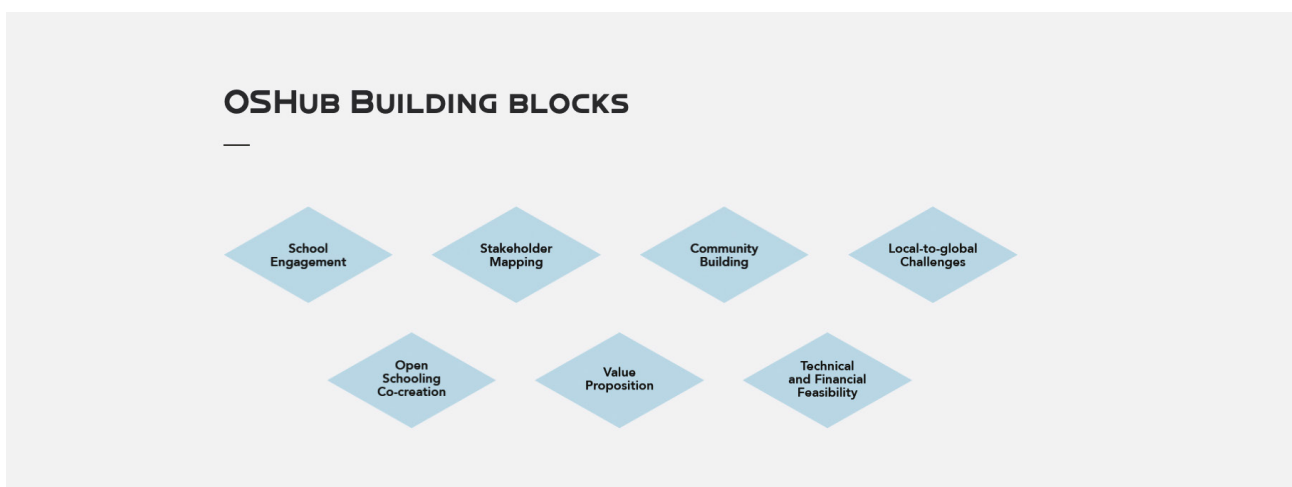 OSHub Building blocks
School
Engagement
Stakeholder
Mapping
Community
Building
Local-to-global
Challenges
Open
Schooling
Co-creation
Value
Proposition
Technical
and Financial
Feasibility